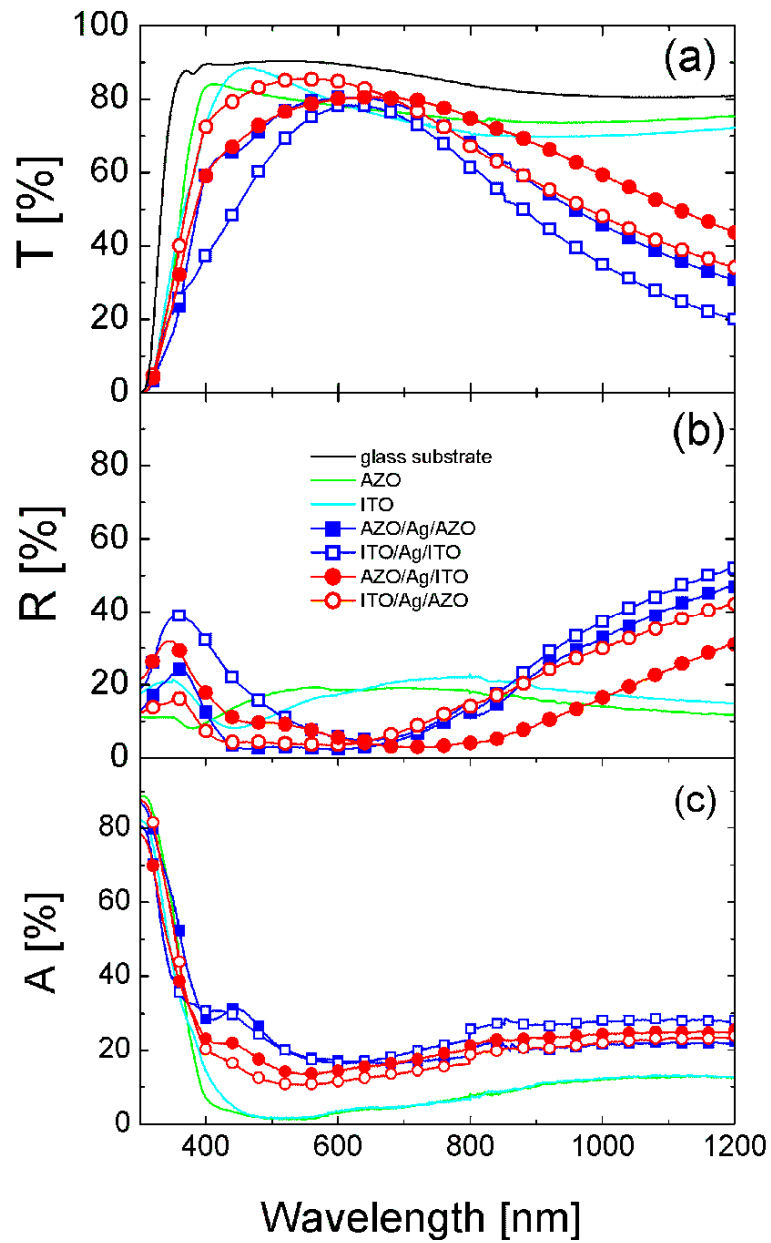 (a)
T [%]
100
80
60
40
20
0
(b)
R [%]
80
60
40
20
0
glass substrate
AZO
ITO
AZO/Ag/AZO
ITO/Ag/ITO
AZO/Ag/ITO
ITO/Ag/AZO
(c)
A [%]
80
60
40
20
0
400 600 800 1000 1200
Wavelength [nm]